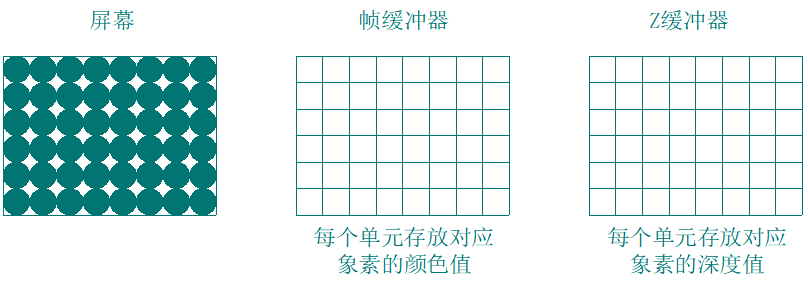 屏幕
帧缓冲器
Z缓冲器
每个单元存放对应
象素的颜色值
每个单元存放对应
象素的深度值